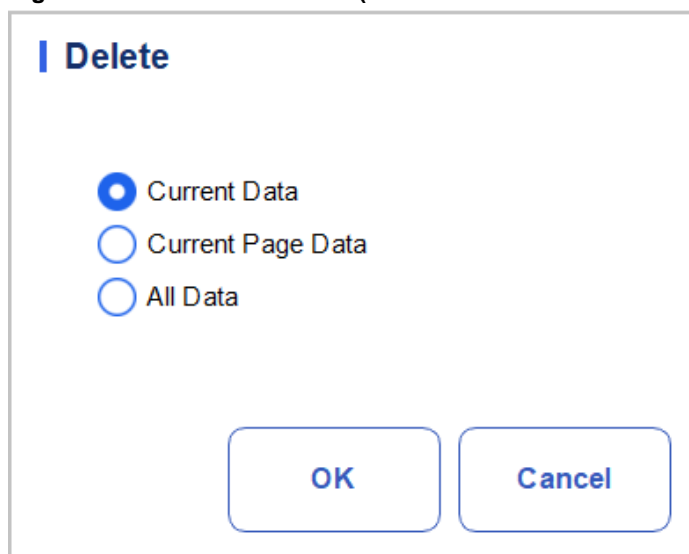 Delete
Current Data
Current Page Data
All Data
OK
Cancel